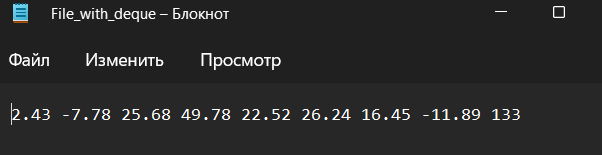 File_with_deque – Блокнот
Файл Изменить Просмотр
2.43 -7.78 25.68 49.78 22.52 26.24 16.45 -11.89 133